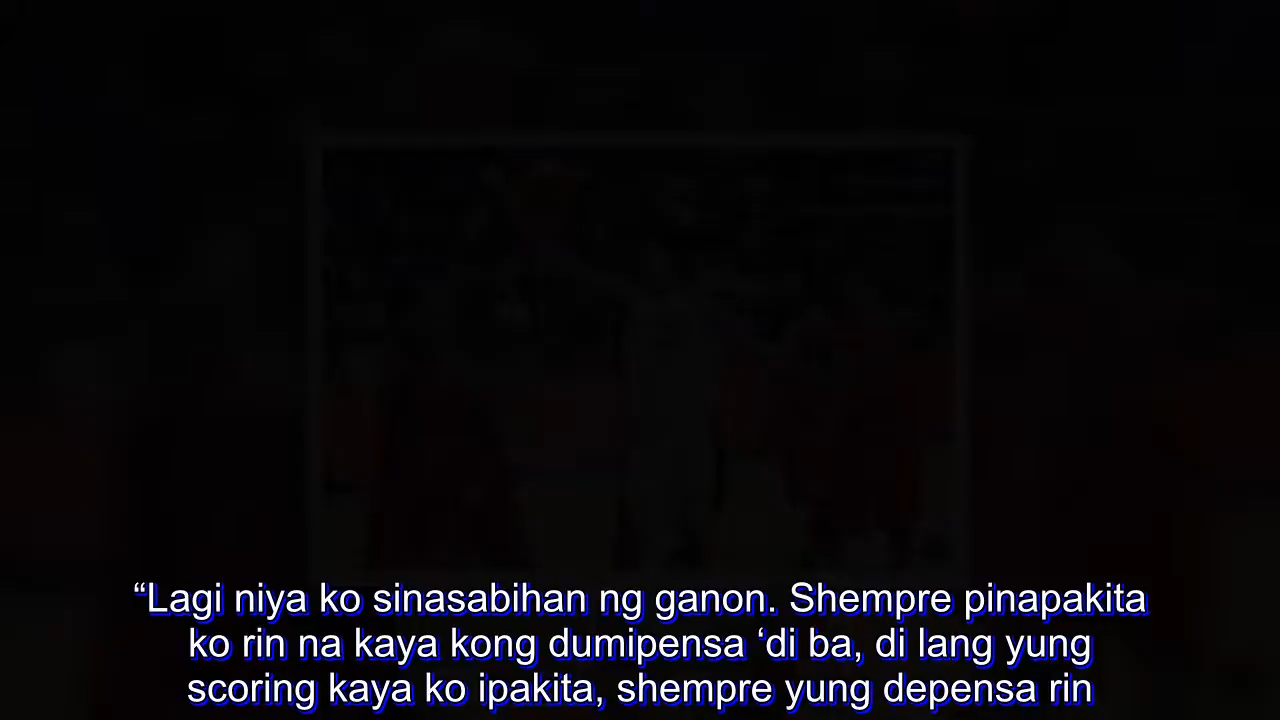 “Lagi niya ko sinasabihan ng ganon. Shempre pinapakita
ko rin na kaya kong dumipensa ‘di ba, di lang yung
scoring kaya ko ipakita, shempre yung depensa rin